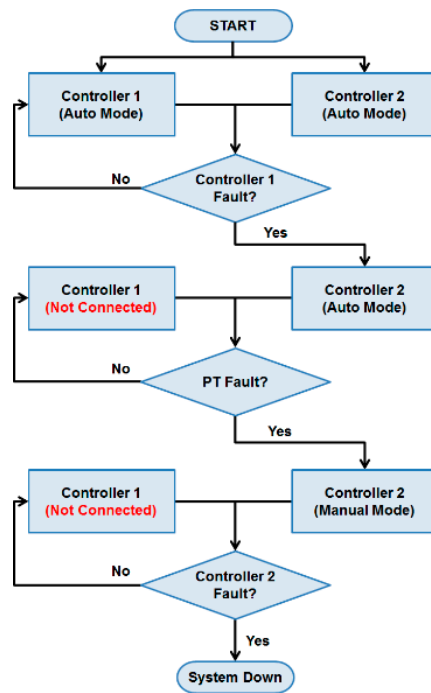 START
Controller 1
(Auto Mode)
Controller 2
(Auto Mode)
Controller 1
Fault?
No
Yes
Controller 1
(Not Connected)
Controller 2
(Auto Mode)
PT Fault?
No
Yes
Controller 1
(Not Connected)
Controller 2
(Manual Mode)
Controller 2
Fault?
No
Yes
System Down